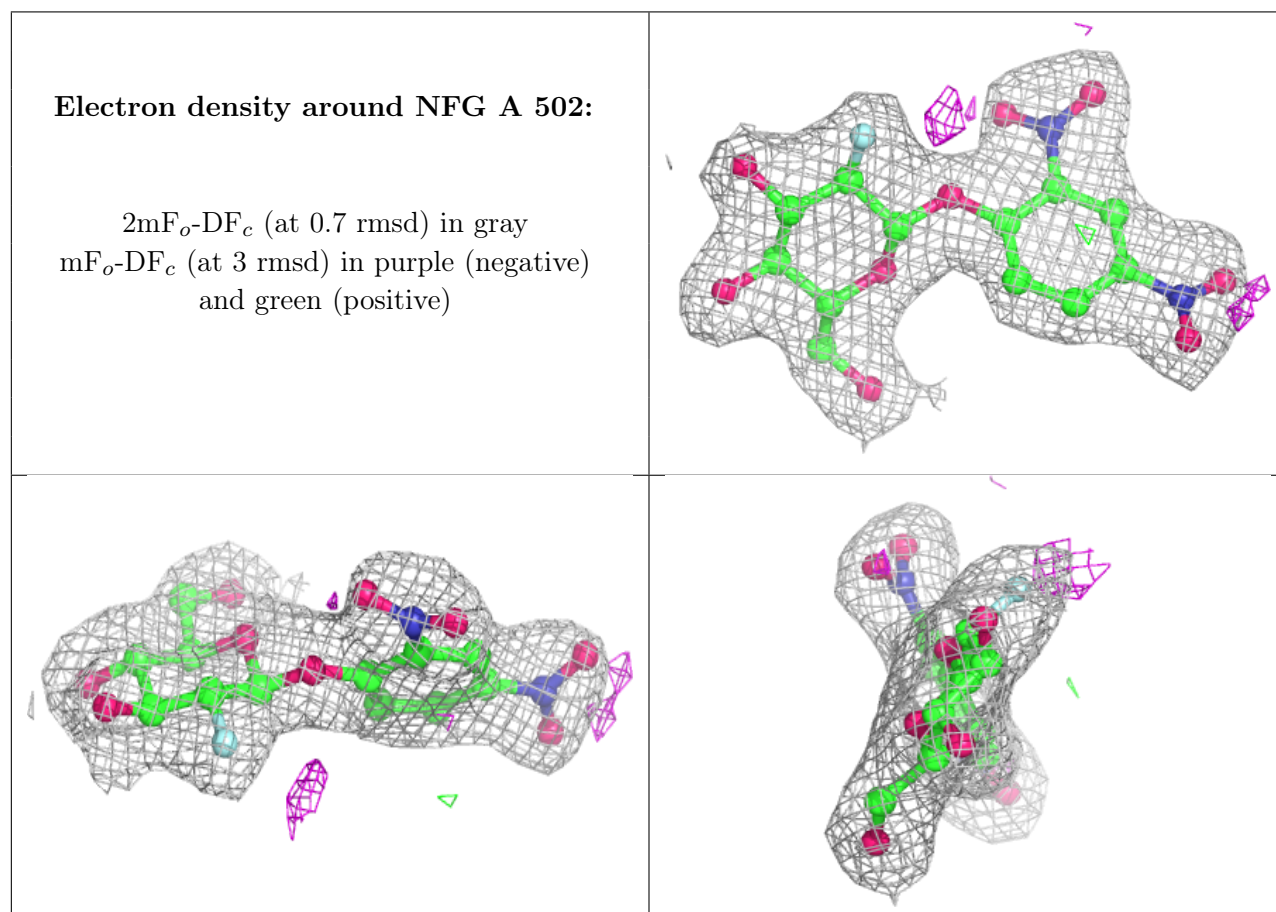 Electron density around NFG A 502:
2mFo-DFc (at 0.7 rmsd) in gray
mFo-DFc (at 3 rmsd) in purple (negative)
and green (positive)